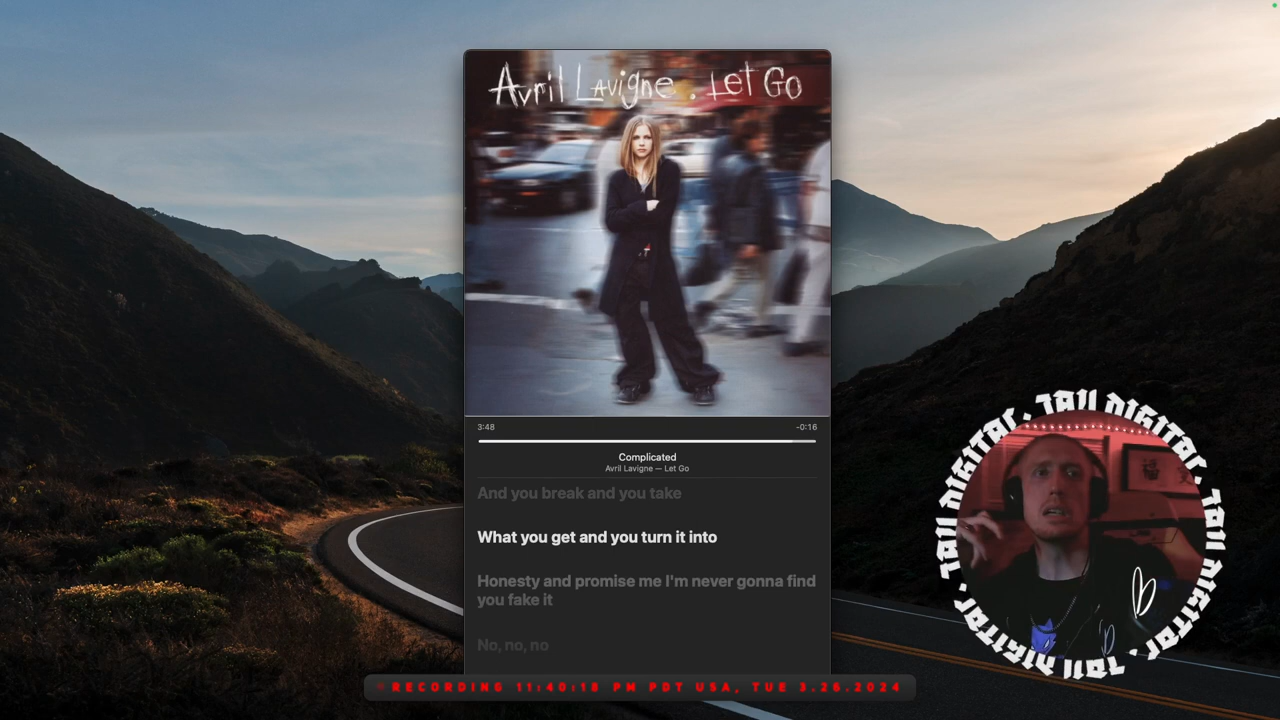 Avril Lavigne . Let Go
3:48
-0:16
Complicated
Avril Lavigne — Let Go
And you break and you take
What you get and you turn it into
Honesty and promise me I'm never gonna find
you fake it
No, no, no
RECORDING 11:40:18 PM PDT USA, TUE 3.26.2024